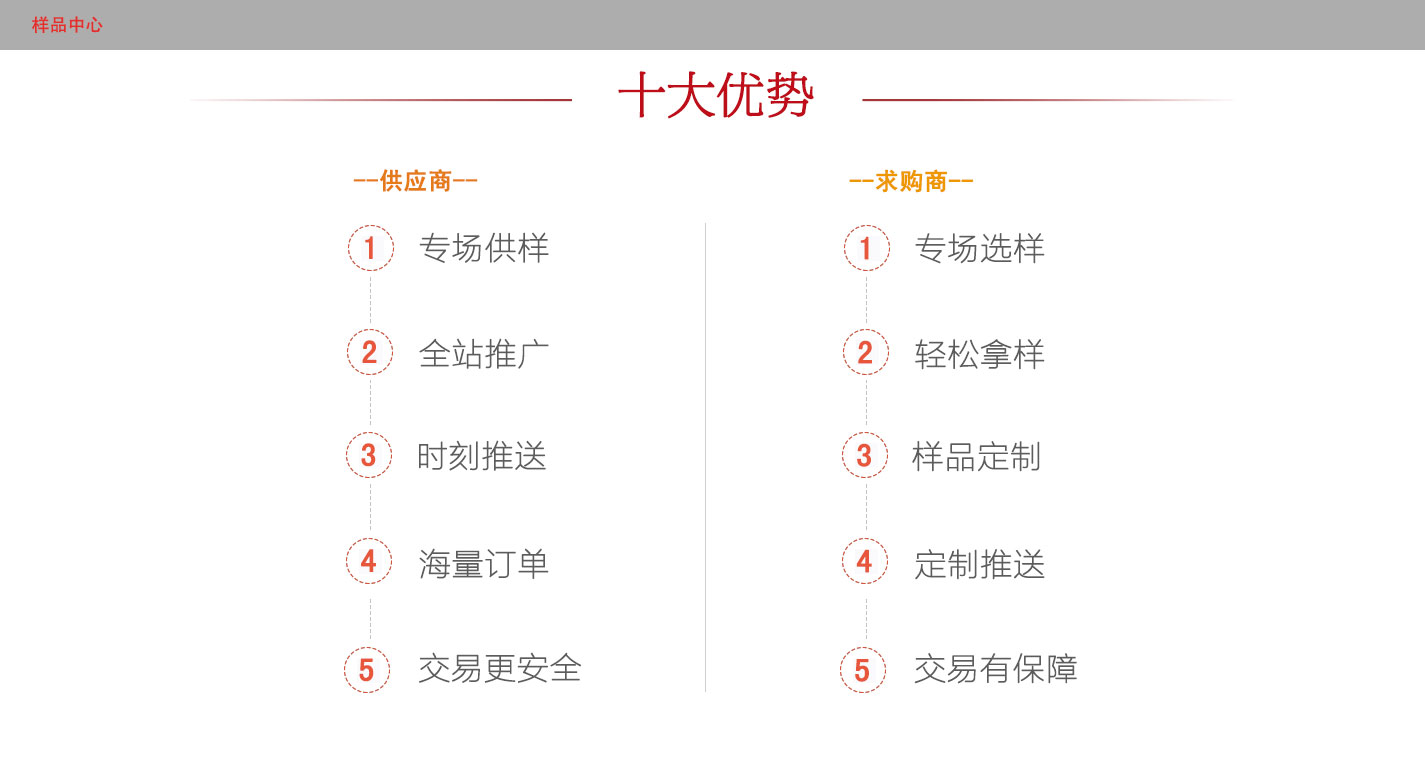 样品中心
十大优势
--供应商--
1 专场供样
2 全站推广
3 时刻推送
4 海量订单
5 交易更安全
--求购商--
1 专场选样
2 轻松拿样
3 样品定制
4 定制推送
5 交易有保障